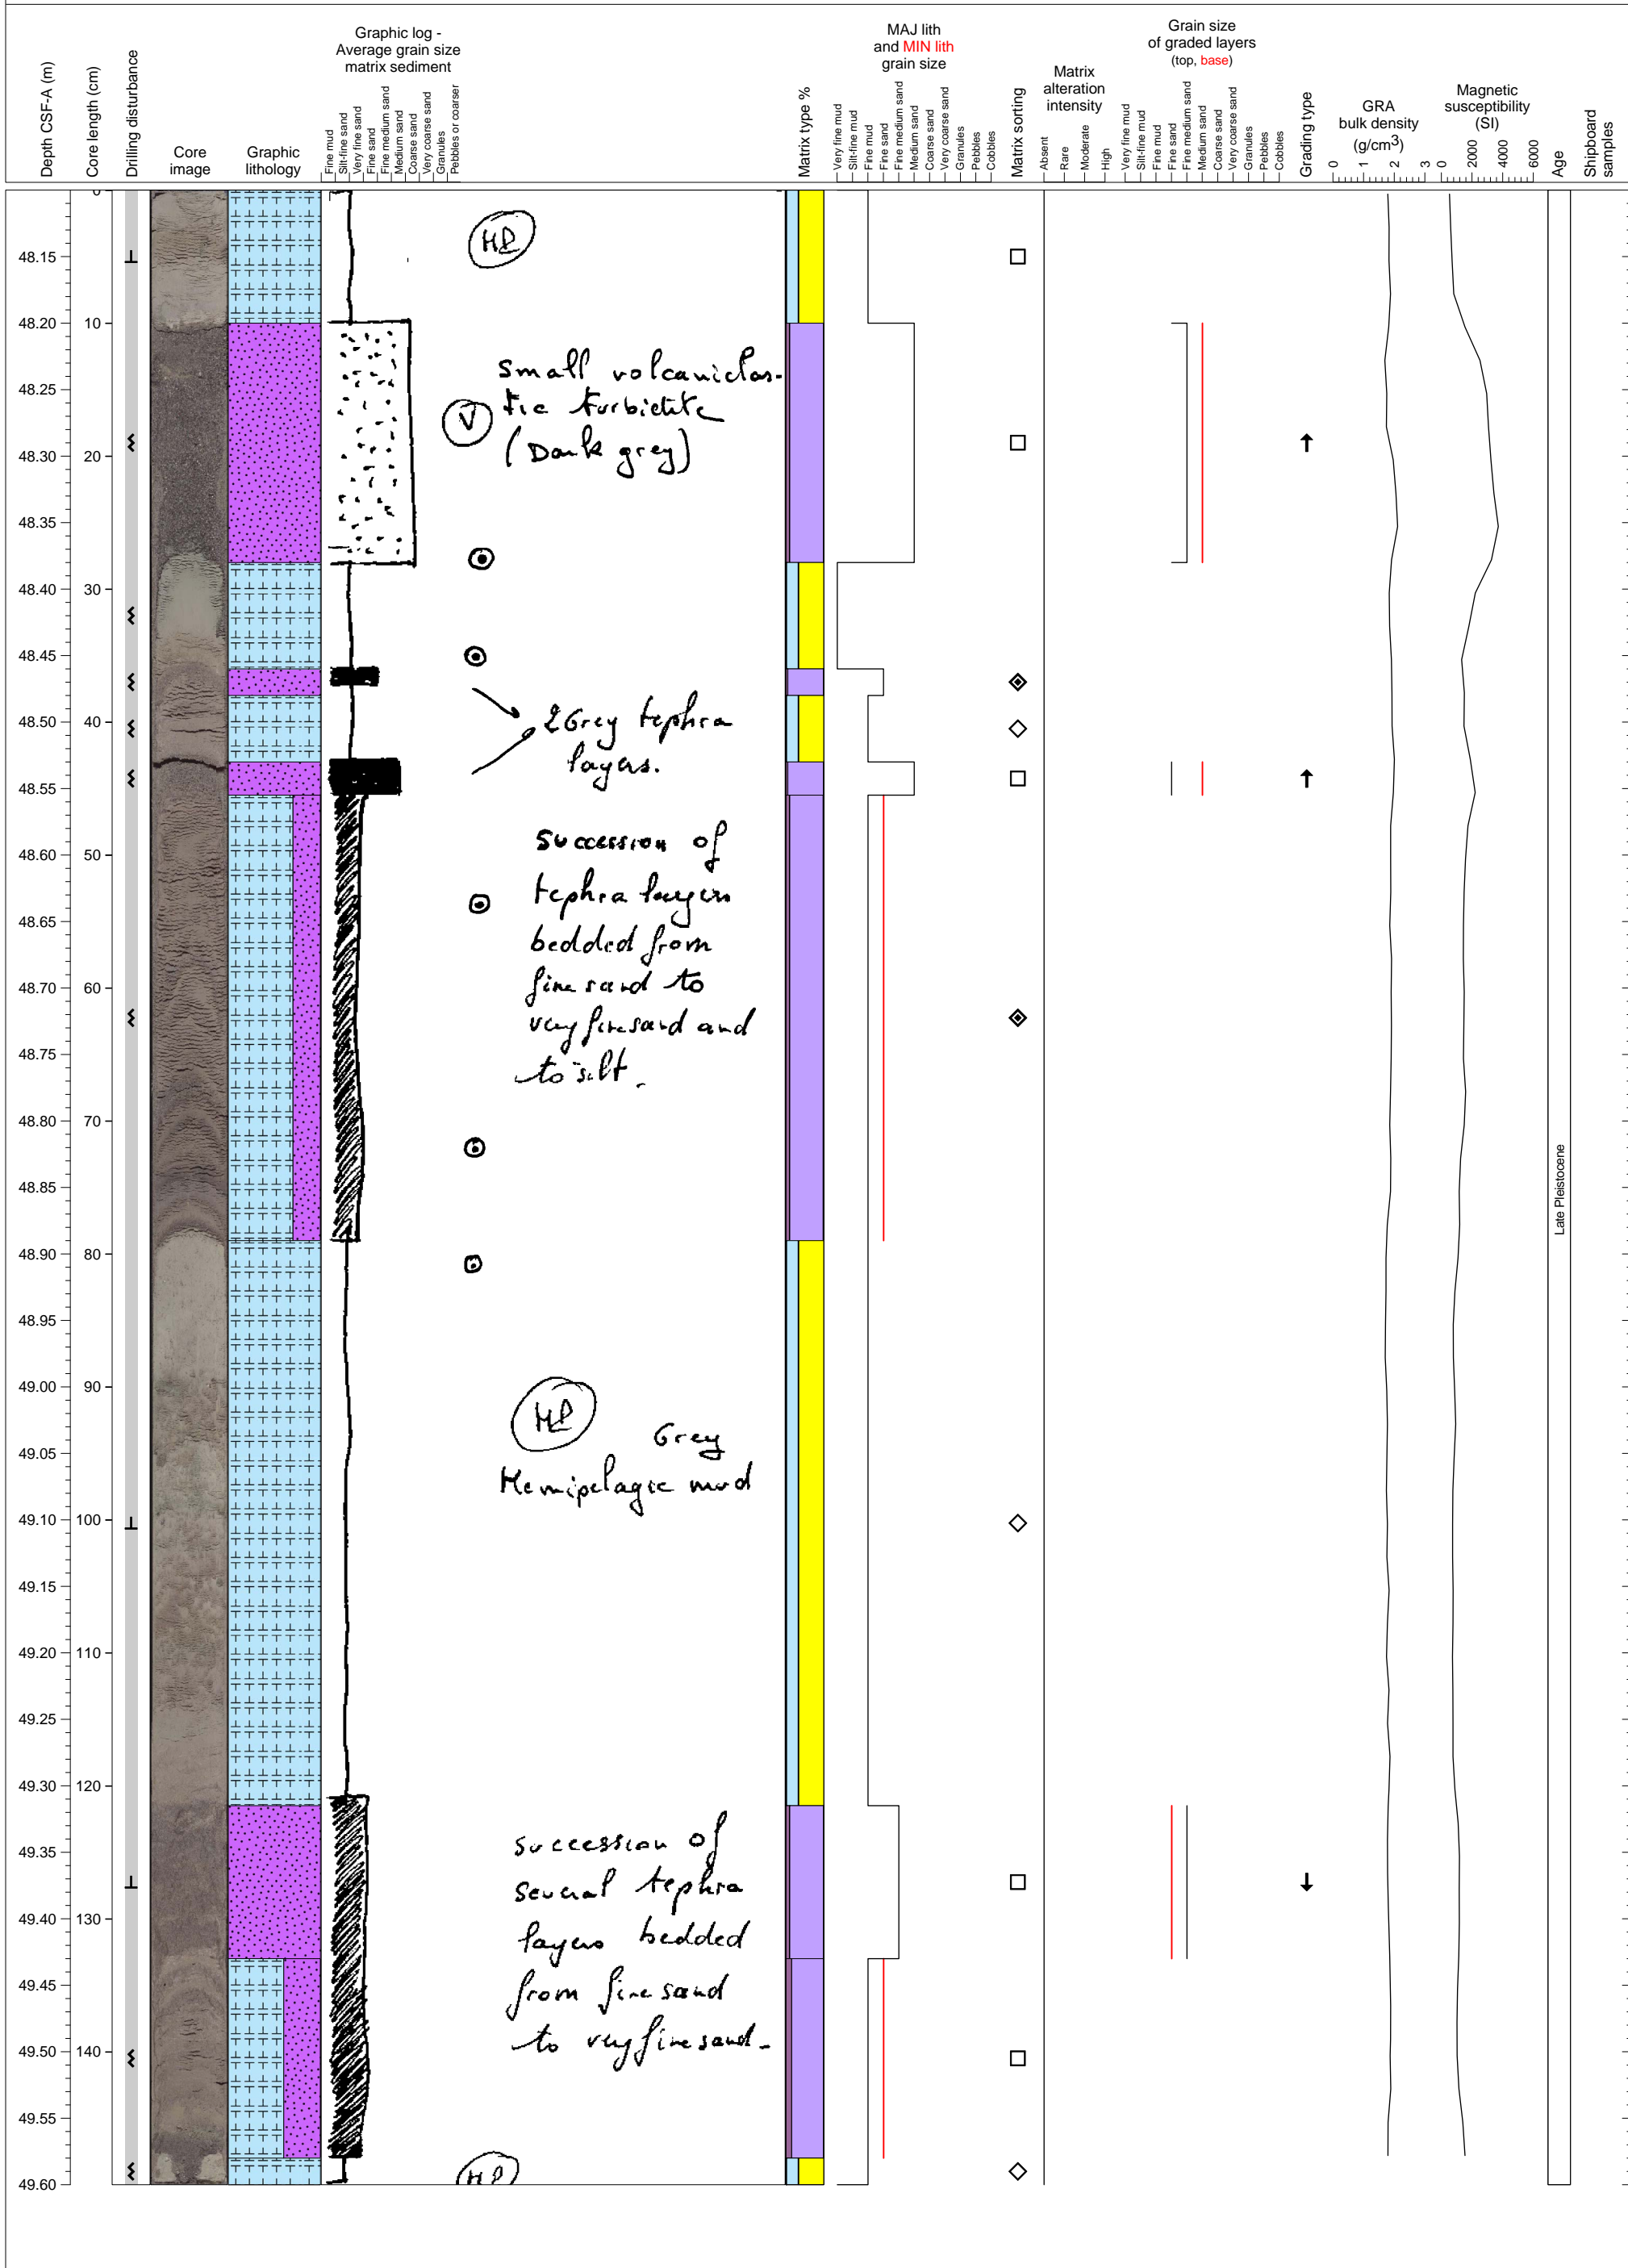 Depth CSF-A (m)
Core length (cm)
Drilling disturbance
Core
image
Graphic
lithology
Graphic log -
Average grain size
matrix sediment
Fine mud
Silt-fine sand
Very fine sand
Fine sand
Fine medium sand
Medium sand
Coarse sand
Very coarse sand
Granules
Pebbles or coarser
Matrix type %
MAJ lith
and MIN lith
grain size
Very fine mud
Silt-fine mud
Fine mud
Fine sand
Fine medium sand
Medium sand
Coarse sand
Very coarse sand
Granules
Pebbles
Cobbles
Matrix sorting
Matrix
alteration
intensity
Absent
Rare
Moderate
High
Grain size
of graded layers
(top, base)
Very fine mud
Silt-fine mud
Fine mud
Fine sand
Fine medium sand
Medium sand
Coarse sand
Very coarse sand
Granules
Pebbles
Cobbles
Grading type
GRA
bulk density
(g/cm3)
0 1 2 3
Magnetic
susceptibility
(SI)
0 2000 4000 6000
Age
Shipboard
samples
0
HP
48.15
48.20 10
small volcaniclas-
48.25
V tic turbidite
(Dark grey)
48.30 20
48.35
48.40 30
48.45
48.50 40
2 Grey tephra
layers.
48.55
48.60 50
succession of
48.65
tephra layers
bedded from
48.70 60
fine sand to
very fine sand and
48.75
to silt.
48.80 70
48.85
Late Pleistocene
48.90 80
48.95
49.00 90
HP
49.05
Grey
Hemipelagic mud
49.10 100
49.15
49.20 110
49.25
49.30 120
49.35
succession of
several tephra
49.40 130
layers bedded
49.45
from fine sand
49.50 140
to very fine sand-
49.55
49.60
HP